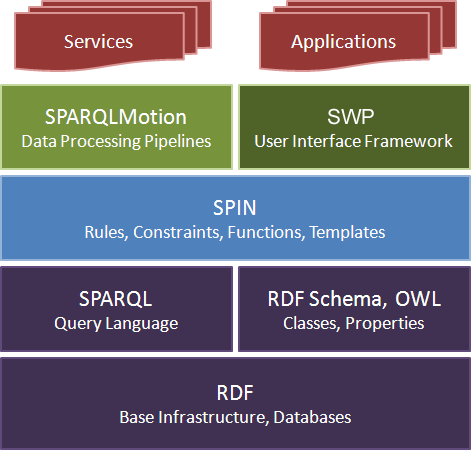 Services
Applications
SPARQLMotion
Data Processing Pipelines
SWP
User Interface Framework
SPIN
Rules, Constraints, Functions, Templates
SPARQL
Query Language
RDF Schema, OWL
Classes, Properties
RDF
Base Infrastructure, Databases